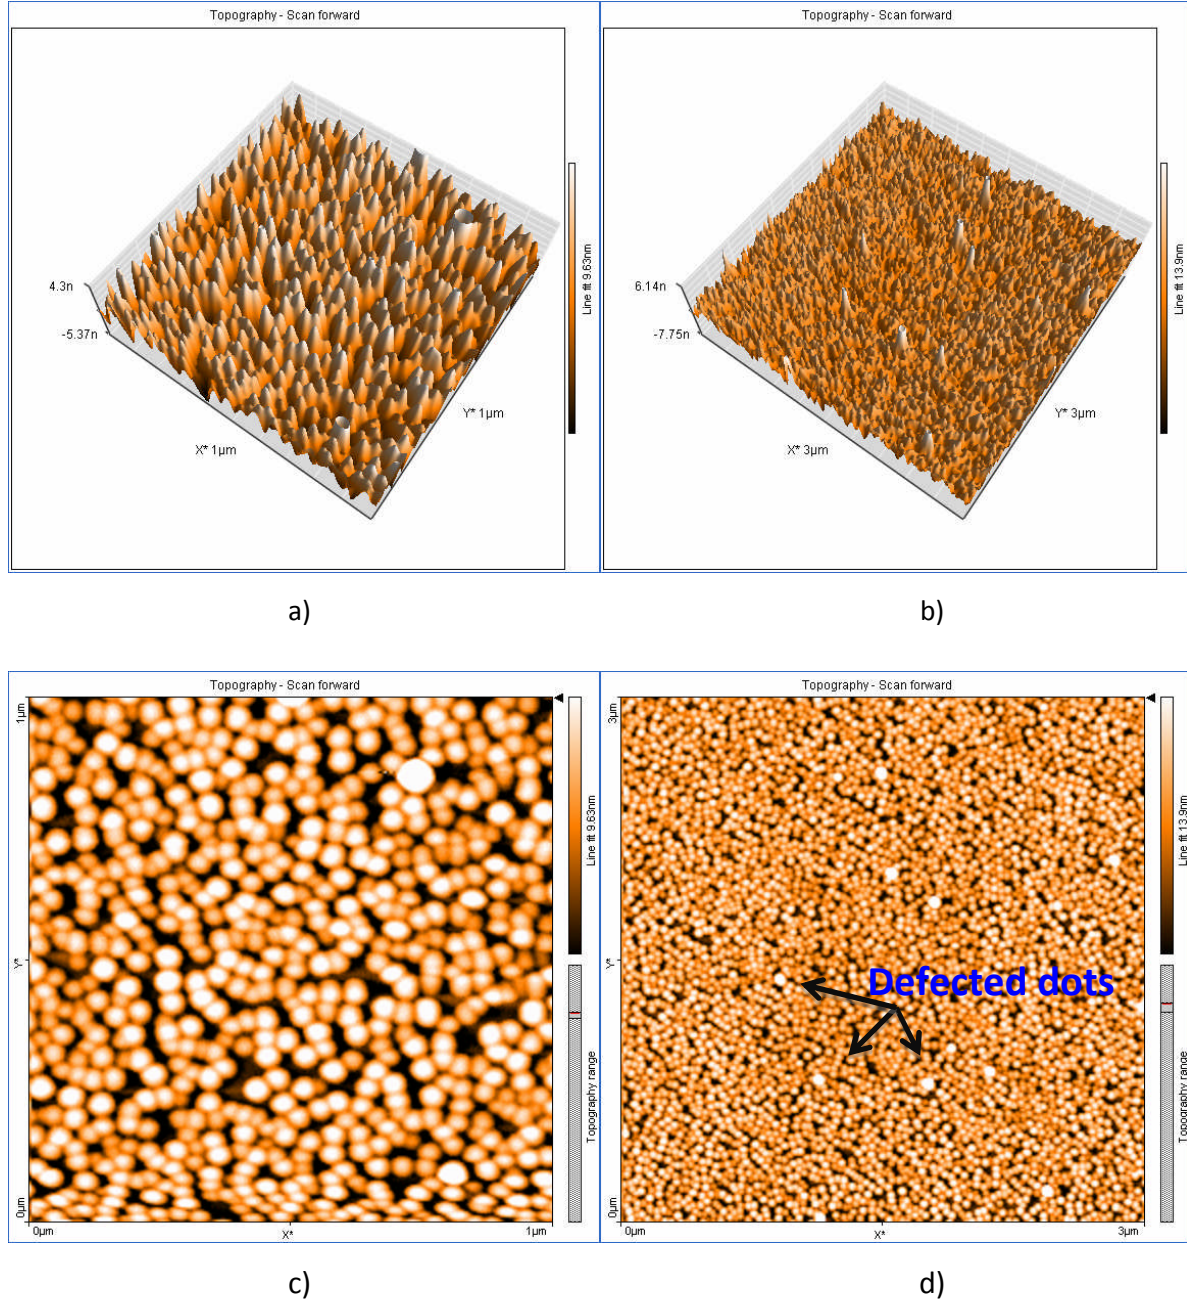 Topography - Scan forward
4.3n
-5.37n
X* 1µm
Y* 1µm
Line fit 9.63nm
a)
Topography - Scan forward
6.14n
-7.75n
X* 3µm
Y* 3µm
Line fit 13.9nm
b)
Topography - Scan forward
1µm
Y*
0µm
0µm
X*
1µm
Line fit 9.63nm
Topography range
c)
Topography - Scan forward
3µm
Y*
0µm
0µm
X*
3µm
Defected dots
Line fit 13.9nm
Topography range
d)